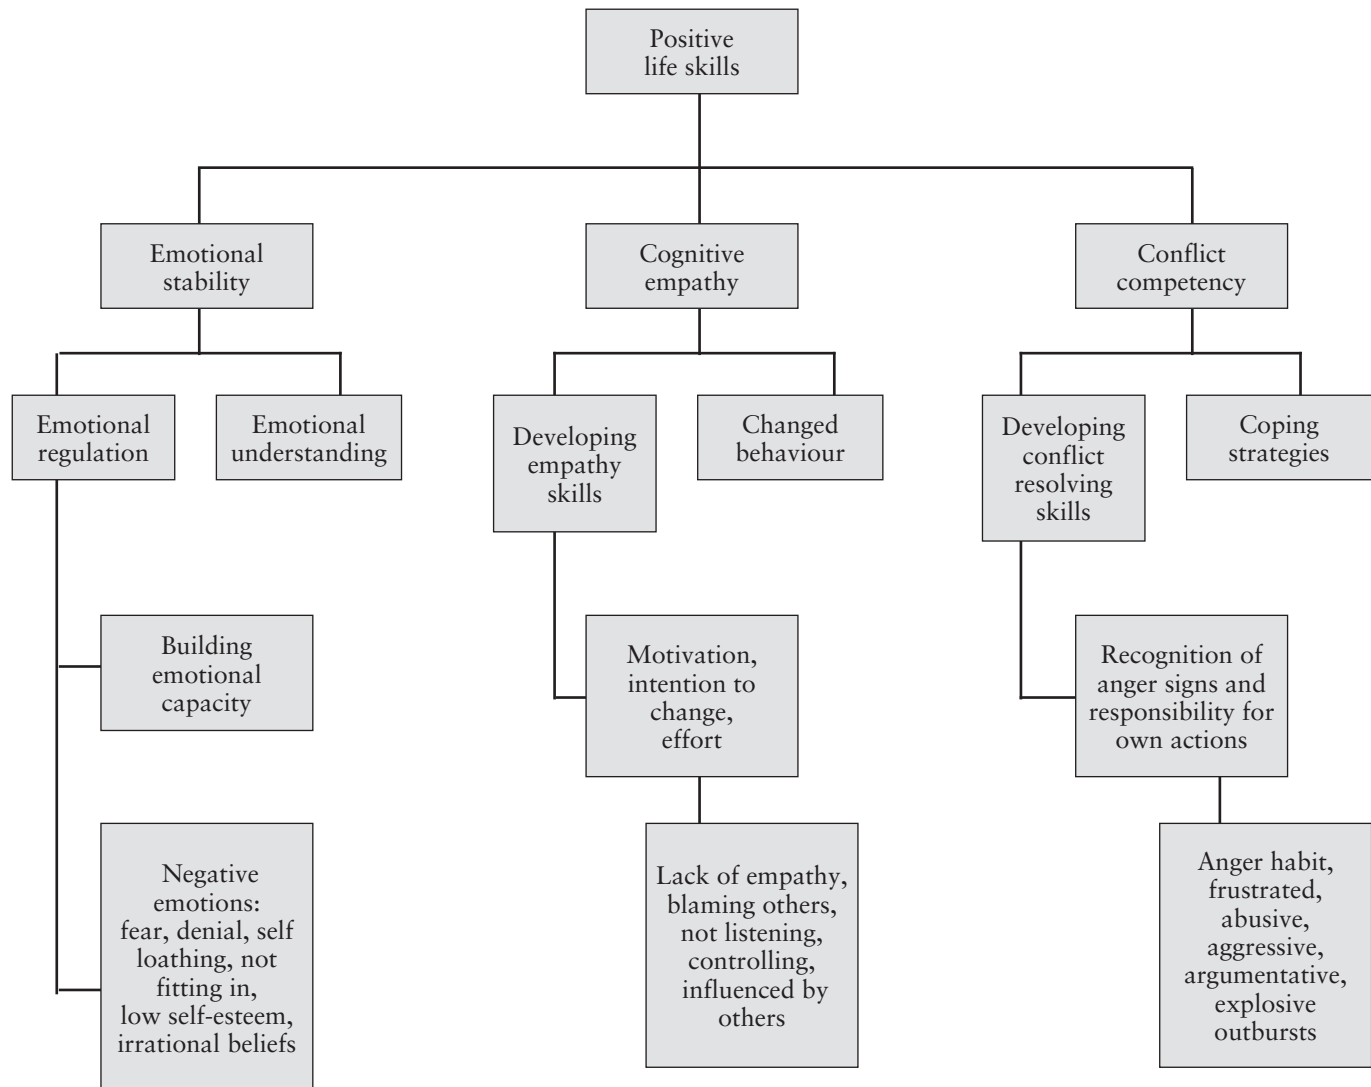 Positive
life skills
Emotional
stability
Cognitive
empathy
Conflict
competency
Emotional
regulation
Emotional
understanding
Developing
empathy
skills
Changed
behaviour
Developing
conflict
resolving
skills
Coping
strategies
Building
emotional
capacity
Motivation,
intention to
change,
effort
Recognition of
anger signs and
responsibility for
own actions
Negative
emotions:
fear, denial, self
loathing, not
fitting in,
low self-esteem,
irrational beliefs
Lack of empathy,
blaming others,
not listening,
controlling,
influenced by
others
Anger habit,
frustrated,
abusive,
aggressive,
argumentative,
explosive
outbursts